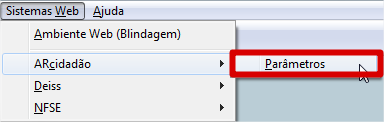 Sistemas Web Ajuda
Ambiente Web (Blindagem)
ARcidadão Parâmetros
Deiss
NFSE